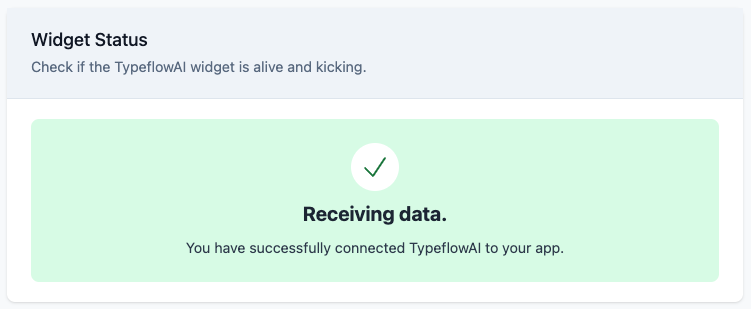 Widget Status
Check if the TypeflowAI widget is alive and kicking.
Receiving data.
You have successfully connected TypeflowAI to your app.